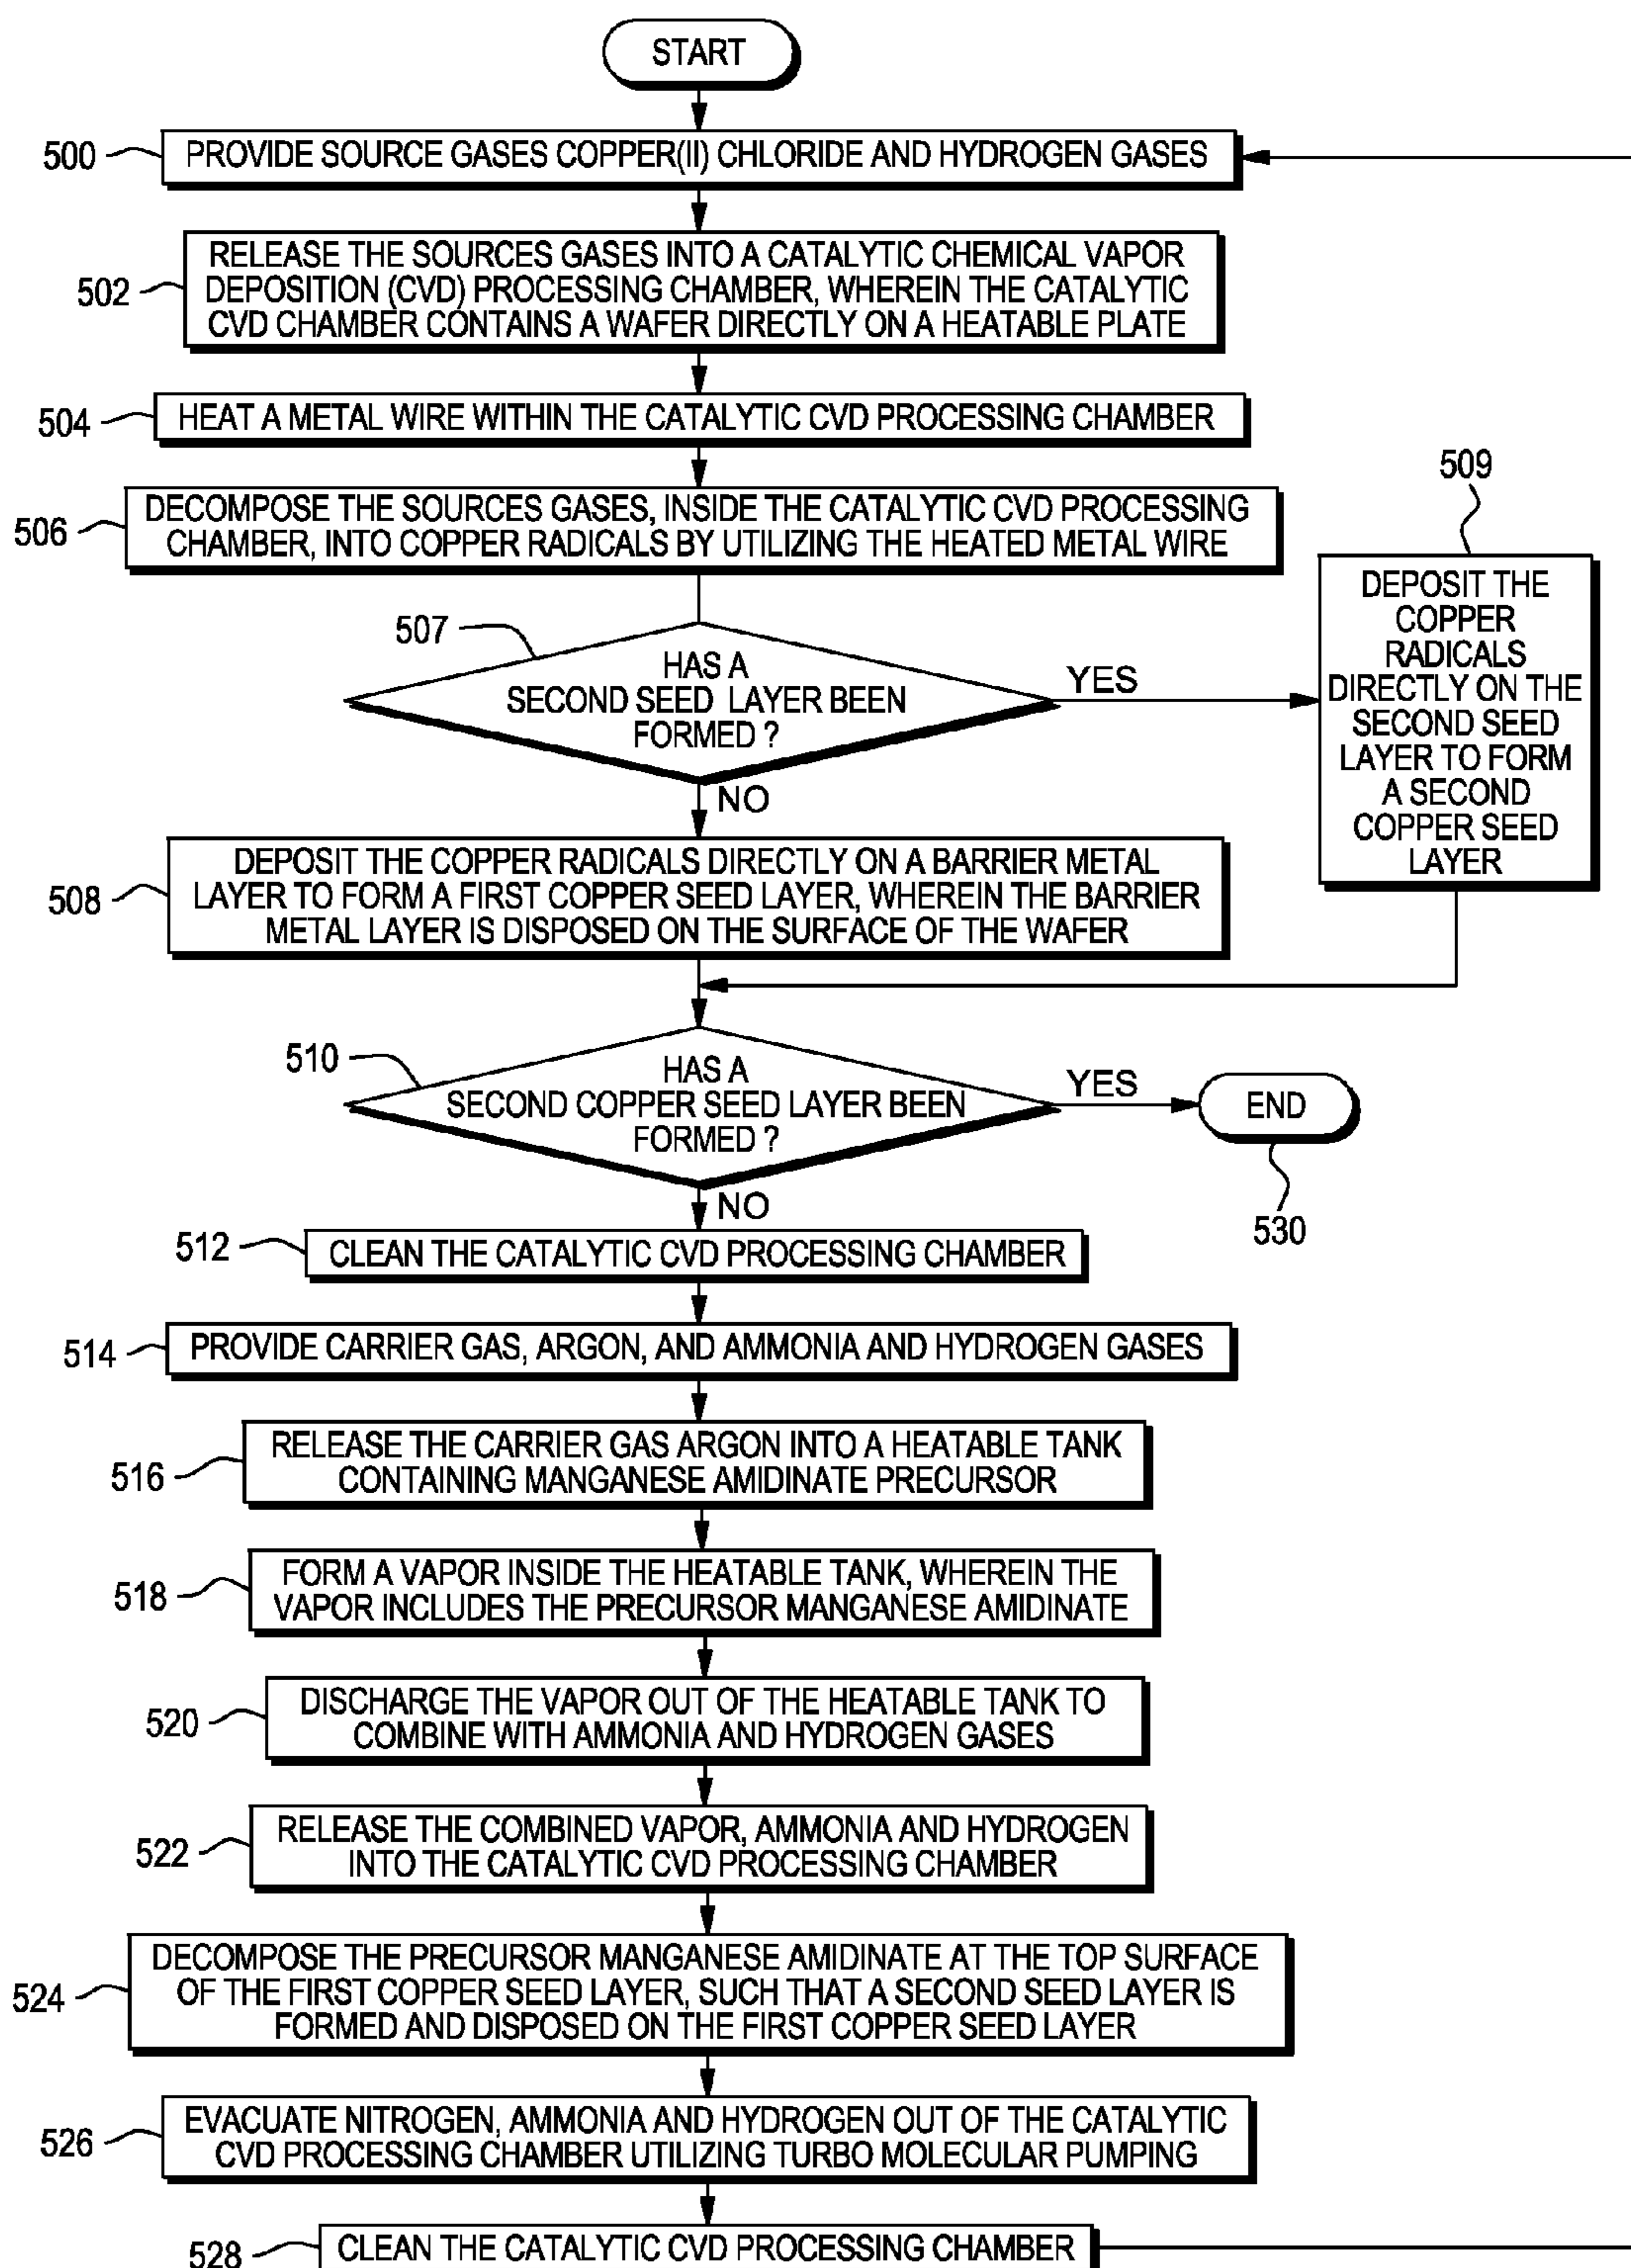 START
500
PROVIDE SOURCE GASES COPPER(II) CHLORIDE AND HYDROGEN GASES
502
RELEASE THE SOURCES GASES INTO A CATALYTIC CHEMICAL VAPOR
DEPOSITION (CVD) PROCESSING CHAMBER, WHEREIN THE CATALYTIC
CVD CHAMBER CONTAINS A WAFER DIRECTLY ON A HEATABLE PLATE
504
HEAT A METAL WIRE WITHIN THE CATALYTIC CVD PROCESSING CHAMBER
506
DECOMPOSE THE SOURCES GASES, INSIDE THE CATALYTIC CVD PROCESSING
CHAMBER, INTO COPPER RADICALS BY UTILIZING THE HEATED METAL WIRE
507
HAS A
SECOND SEED LAYER BEEN
FORMED ?
YES
NO
509
DEPOSIT THE
COPPER
RADICALS
DIRECTLY ON THE
SECOND SEED
LAYER TO FORM
A SECOND
COPPER SEED
LAYER
508
DEPOSIT THE COPPER RADICALS DIRECTLY ON A BARRIER METAL
LAYER TO FORM A FIRST COPPER SEED LAYER, WHEREIN THE BARRIER
METAL LAYER IS DISPOSED ON THE SURFACE OF THE WAFER
510
HAS A
SECOND COPPER SEED LAYER BEEN
FORMED ?
YES
END
530
NO
512
CLEAN THE CATALYTIC CVD PROCESSING CHAMBER
514
PROVIDE CARRIER GAS, ARGON, AND AMMONIA AND HYDROGEN GASES
516
RELEASE THE CARRIER GAS ARGON INTO A HEATABLE TANK
CONTAINING MANGANESE AMIDINATE PRECURSOR
518
FORM A VAPOR INSIDE THE HEATABLE TANK, WHEREIN THE
VAPOR INCLUDES THE PRECURSOR MANGANESE AMIDINATE
520
DISCHARGE THE VAPOR OUT OF THE HEATABLE TANK TO
COMBINE WITH AMMONIA AND HYDROGEN GASES
522
RELEASE THE COMBINED VAPOR, AMMONIA AND HYDROGEN
INTO THE CATALYTIC CVD PROCESSING CHAMBER
524
DECOMPOSE THE PRECURSOR MANGANESE AMIDINATE AT THE TOP SURFACE
OF THE FIRST COPPER SEED LAYER, SUCH THAT A SECOND SEED LAYER IS
FORMED AND DISPOSED ON THE FIRST COPPER SEED LAYER
526
EVACUATE NITROGEN, AMMONIA AND HYDROGEN OUT OF THE CATALYTIC
CVD PROCESSING CHAMBER UTILIZING TURBO MOLECULAR PUMPING
528
CLEAN THE CATALYTIC CVD PROCESSING CHAMBER